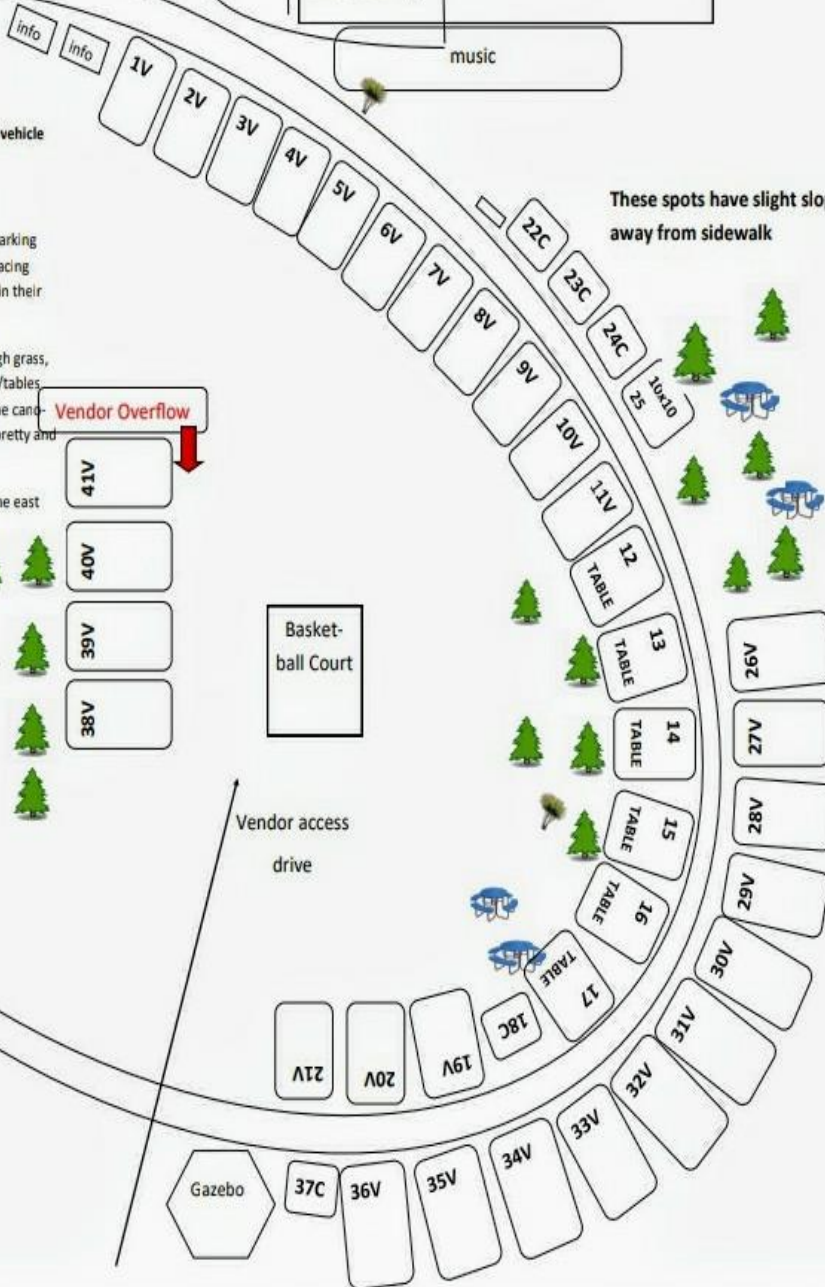 info
info
music
1V
2V
3V
4V
5V
6V
7V
8V
9V
10V
11V
12
TABLE
13
TABLE
14
TABLE
15
TABLE
16
TABLE
17
TABLE
18C
19V
20V
21V
22C
23C
24C
10x10
25
These spots have slight slop
away from sidewalk
vehicle
arking
acing
in their
gh grass,
/tables
e cano-
pretty and
he east
Vendor Overflow
41V
40V
39V
38V
Basket-
ball Court
Vendor access
drive
26V
27V
28V
29V
30V
31V
32V
33V
34V
35V
36V
37C
Gazebo